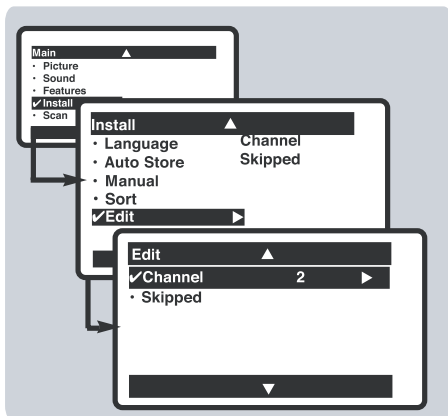 Main ▲
• Picture
• Sound
• Features
✔Install
• Scan
Install ▲
• Language Channel
• Auto Store Skipped
• Manual
• Sort
✔Edit ▶
Edit ▲
✔Channel 2 ▶
• Skipped
▼